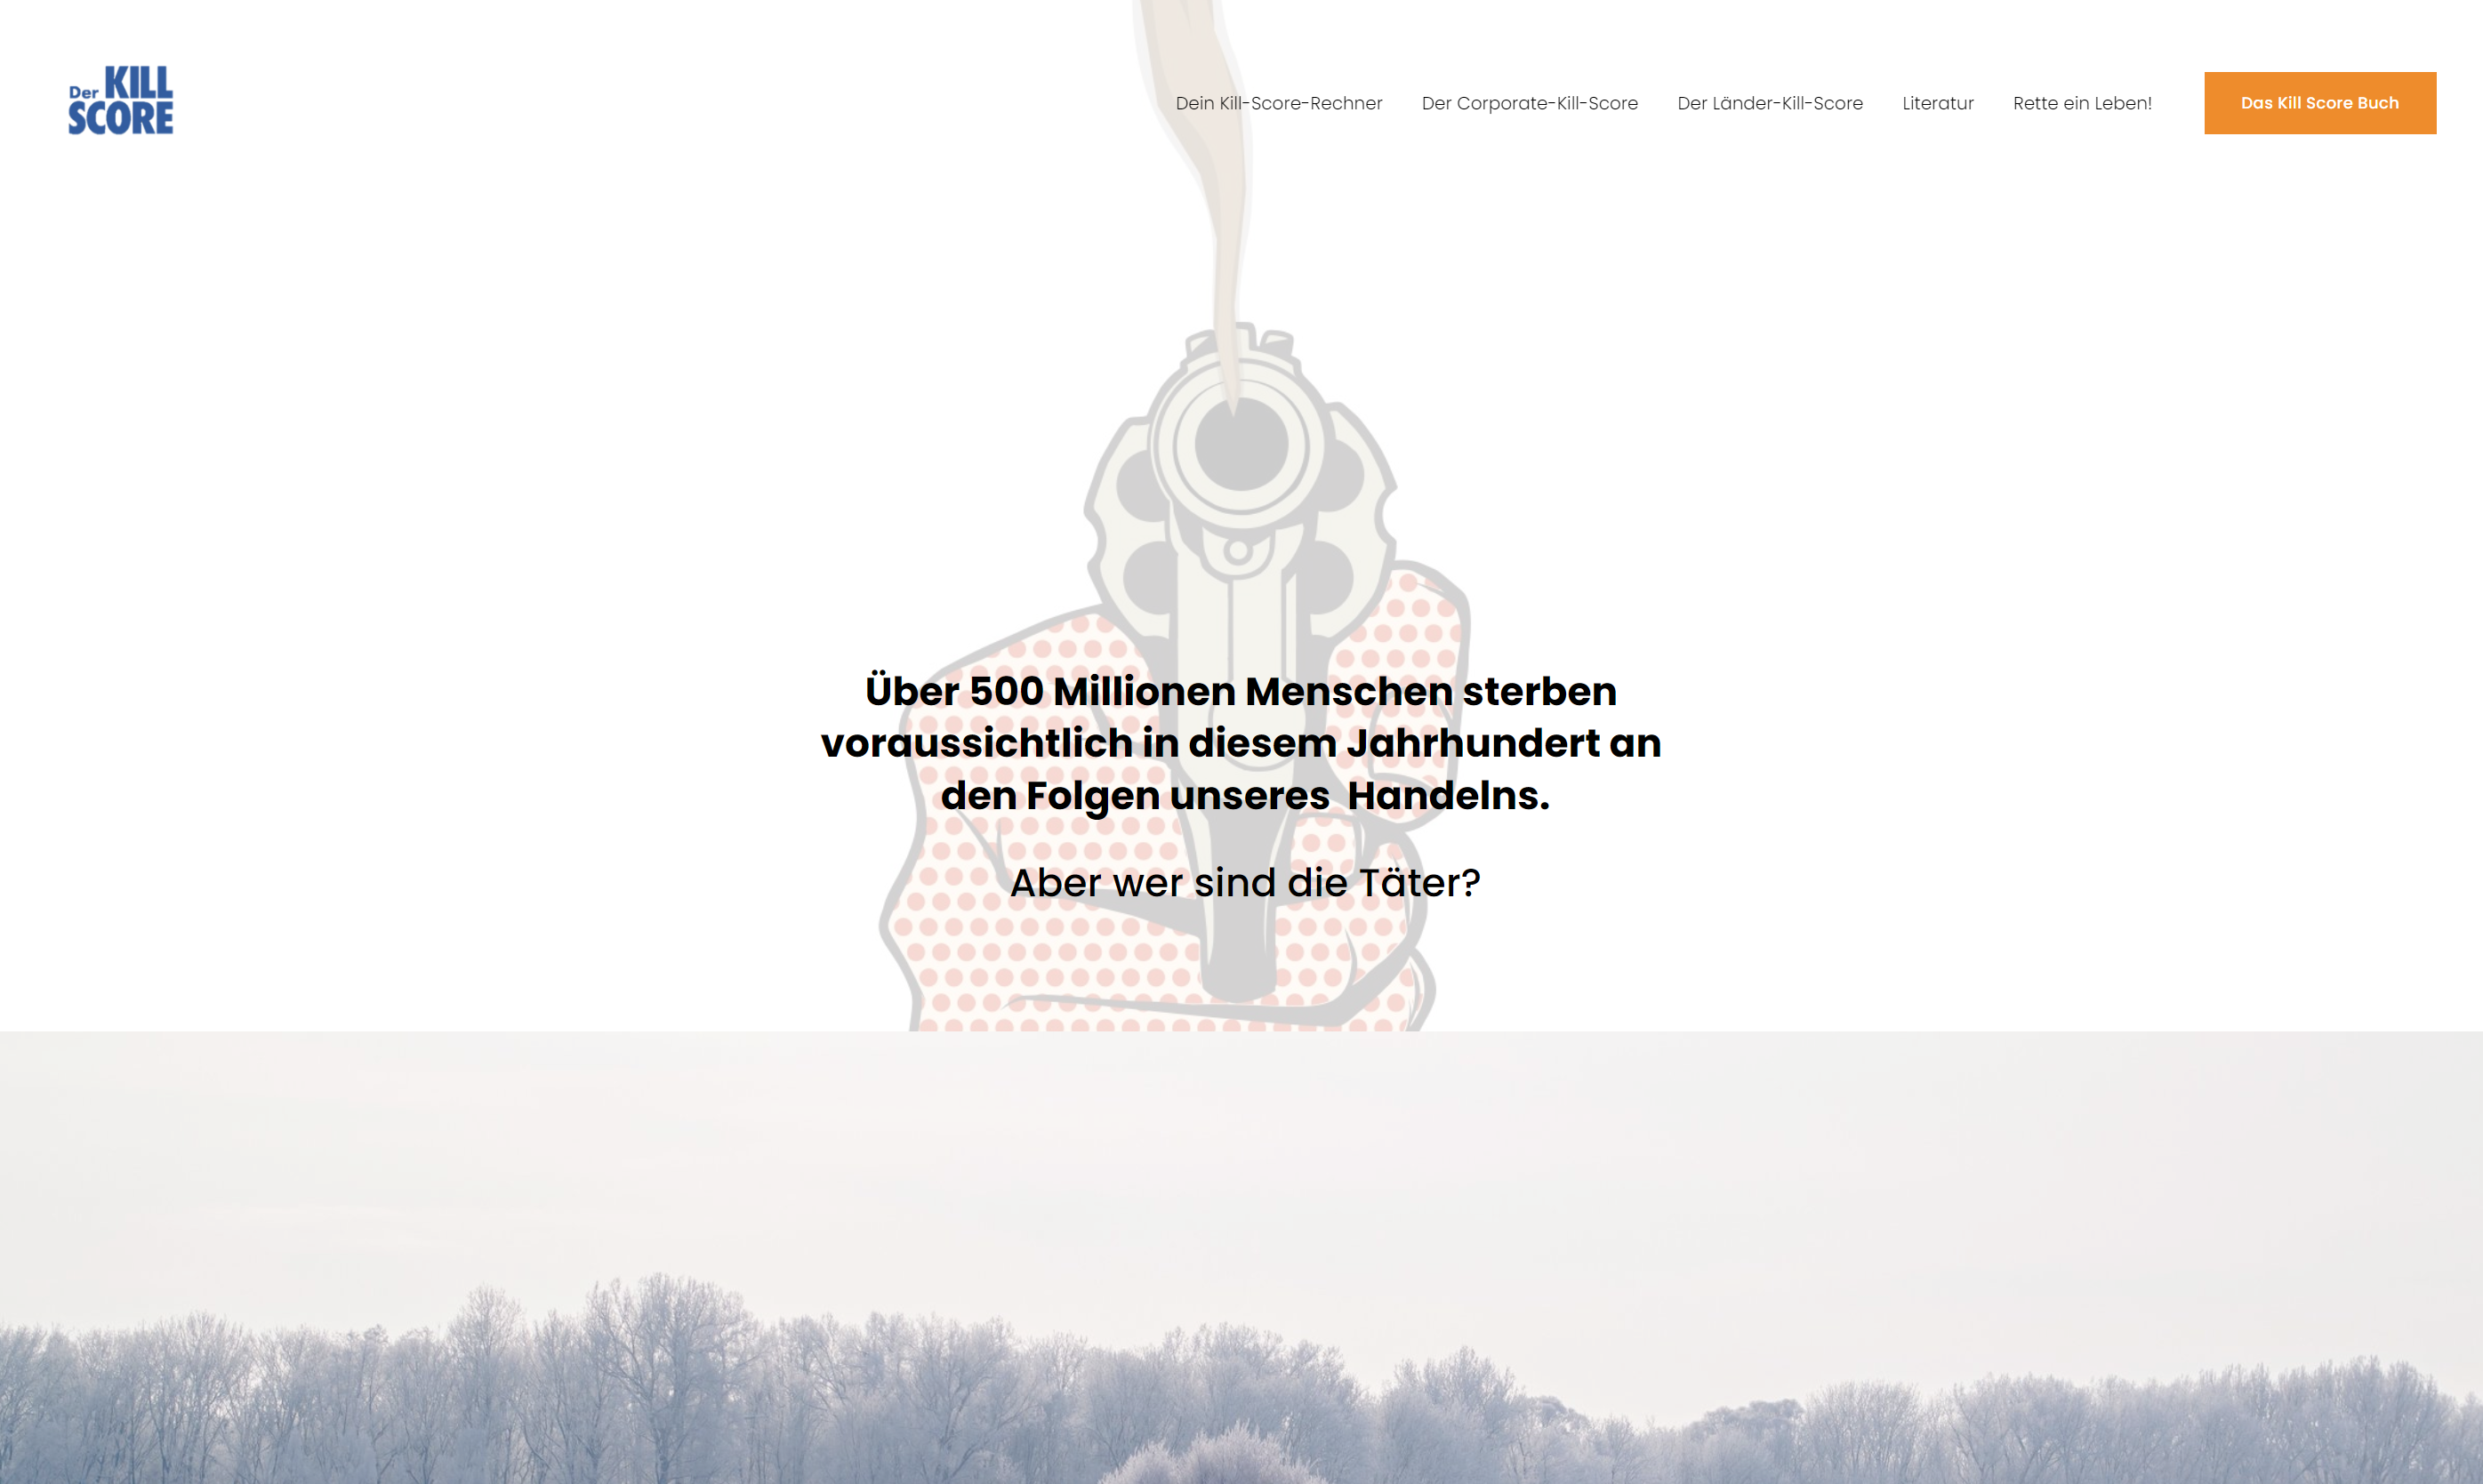 Der KILL
SCORE
Dein Kill-Score-Rechner
Der Corporate-Kill-Score
Der Länder-Kill-Score
Literatur
Rette ein Leben!
Das Kill Score Buch
Über 500 Millionen Menschen sterben
voraussichtlich in diesem Jahrhundert an
den Folgen unseres Handelns.
Aber wer sind die Täter?